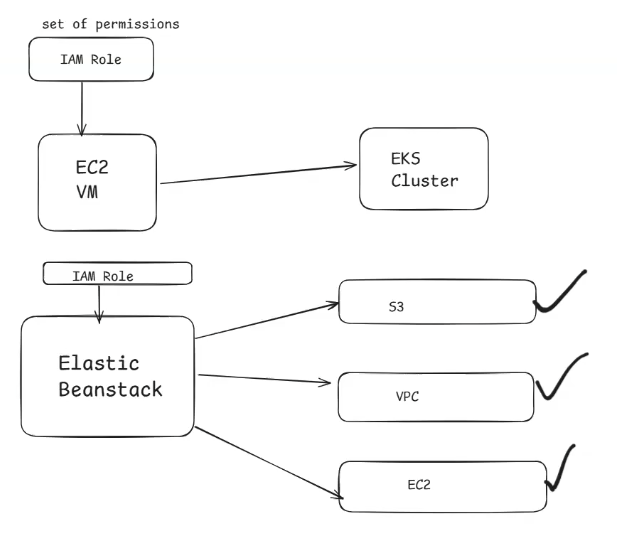 set of permissions
IAM Role
EC2
VM
EKS
Cluster
IAM Role
Elastic
Beanstack
S3
VPC
EC2